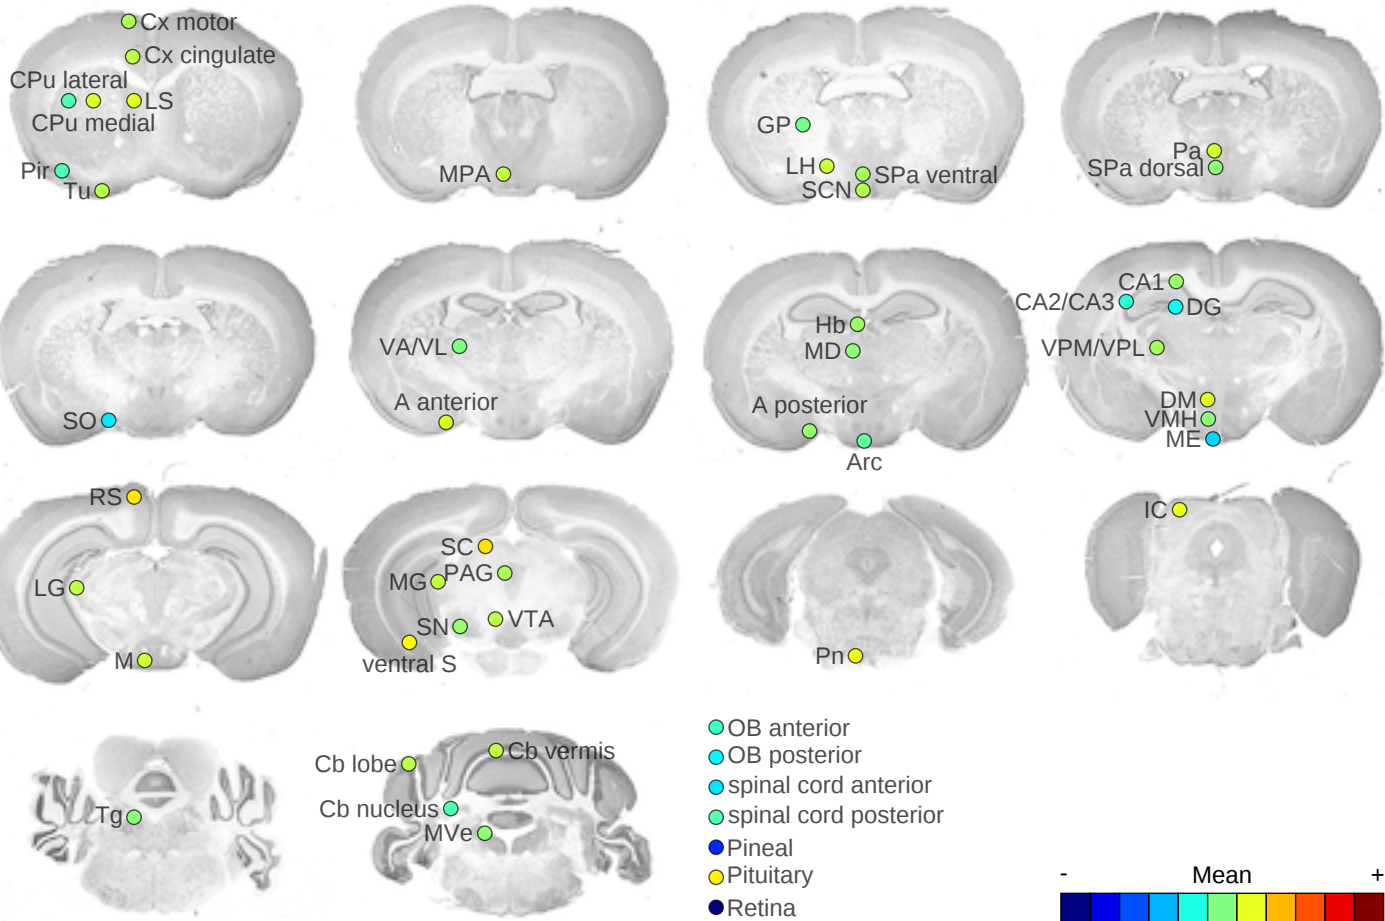 Cx motor
Cx cingulate
CPu lateral
LS
CPu medial
Pir
Tu
MPA
GP
LH
SPa ventral
SCN
Pa
SPa dorsal
SO
VA/VL
A anterior
Hb
MD
A posterior
Arc
CA1
CA2/CA3
DG
VPM/VPL
DM
VMH
ME
RS
LG
M
SC
PAG
MG
VTA
SN
ventral S
Pn
IC
Tg
Cb vermis
Cb lobe
Cb nucleus
MVe
OB anterior
OB posterior
spinal cord anterior
spinal cord posterior
Pineal
Pituitary
Retina
- Mean +